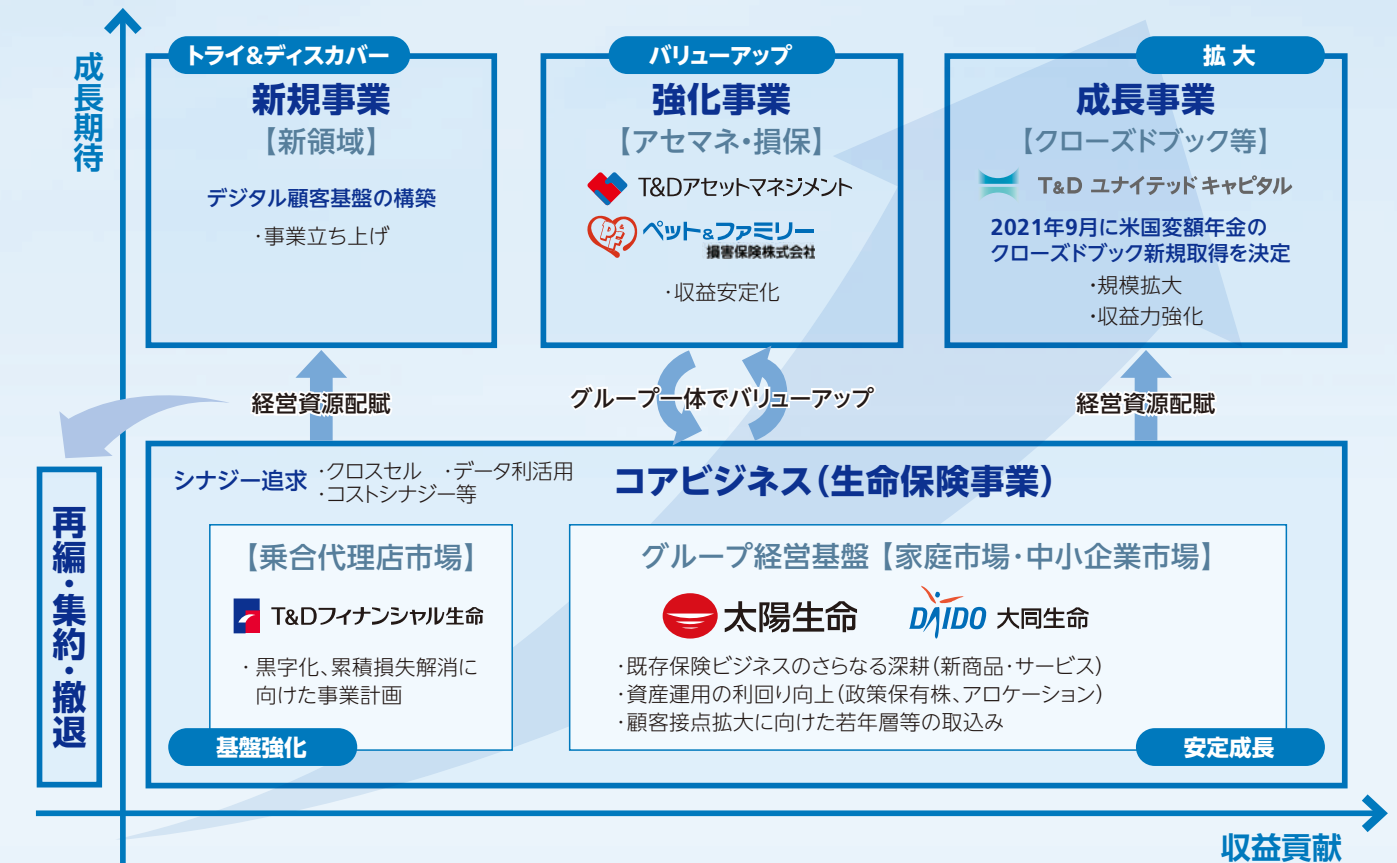 成長期待
トライ&ディスカバー
新規事業
【新領域】
デジタル顧客基盤の構築
・事業立ち上げ
バリューアップ
強化事業
【アセマネ・損保】
T&Dアセットマネジメント
P&F
ペット&ファミリー
損害保険株式会社
・収益安定化
拡大
成長事業
【クローズドブック等】
T&D ユナイテッドキャピタル
2021年9月に米国変額年金の
クローズドブック新規取得を決定
・規模拡大
・収益力強化
経営資源配賦
グループ一体でバリューアップ
経営資源配賦
再編・集約・撤退
シナジー追求
・クロスセル ・データ利活用
・コストシナジー等
コアビジネス(生命保険事業)
【乗合代理店市場】
T&Dフィナンシャル生命
・黒字化、累積損失解消に
向けた事業計画
基盤強化
グループ経営基盤【家庭市場・中小企業市場】
太陽生命
DAIDO 大同生命
・既存保険ビジネスのさらなる深耕(新商品・サービス)
・資産運用の利回り向上(政策保有株、アロケーション)
・顧客接点拡大に向けた若年層等の取込み
安定成長
収益貢献